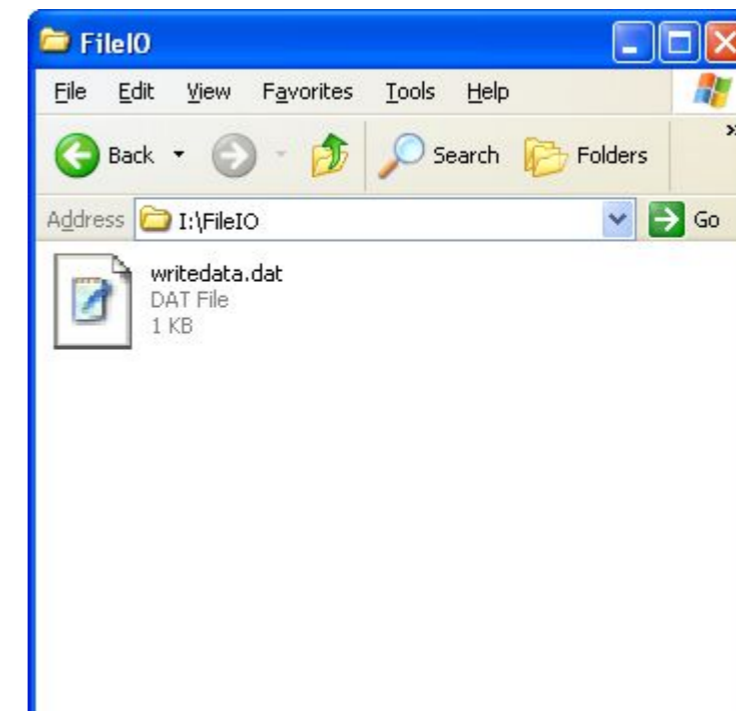 FileIO
File Edit View Favorites Tools Help
Back Search Folders »
Address I:\FileIO Go
writedata.dat
DAT File
1 KB